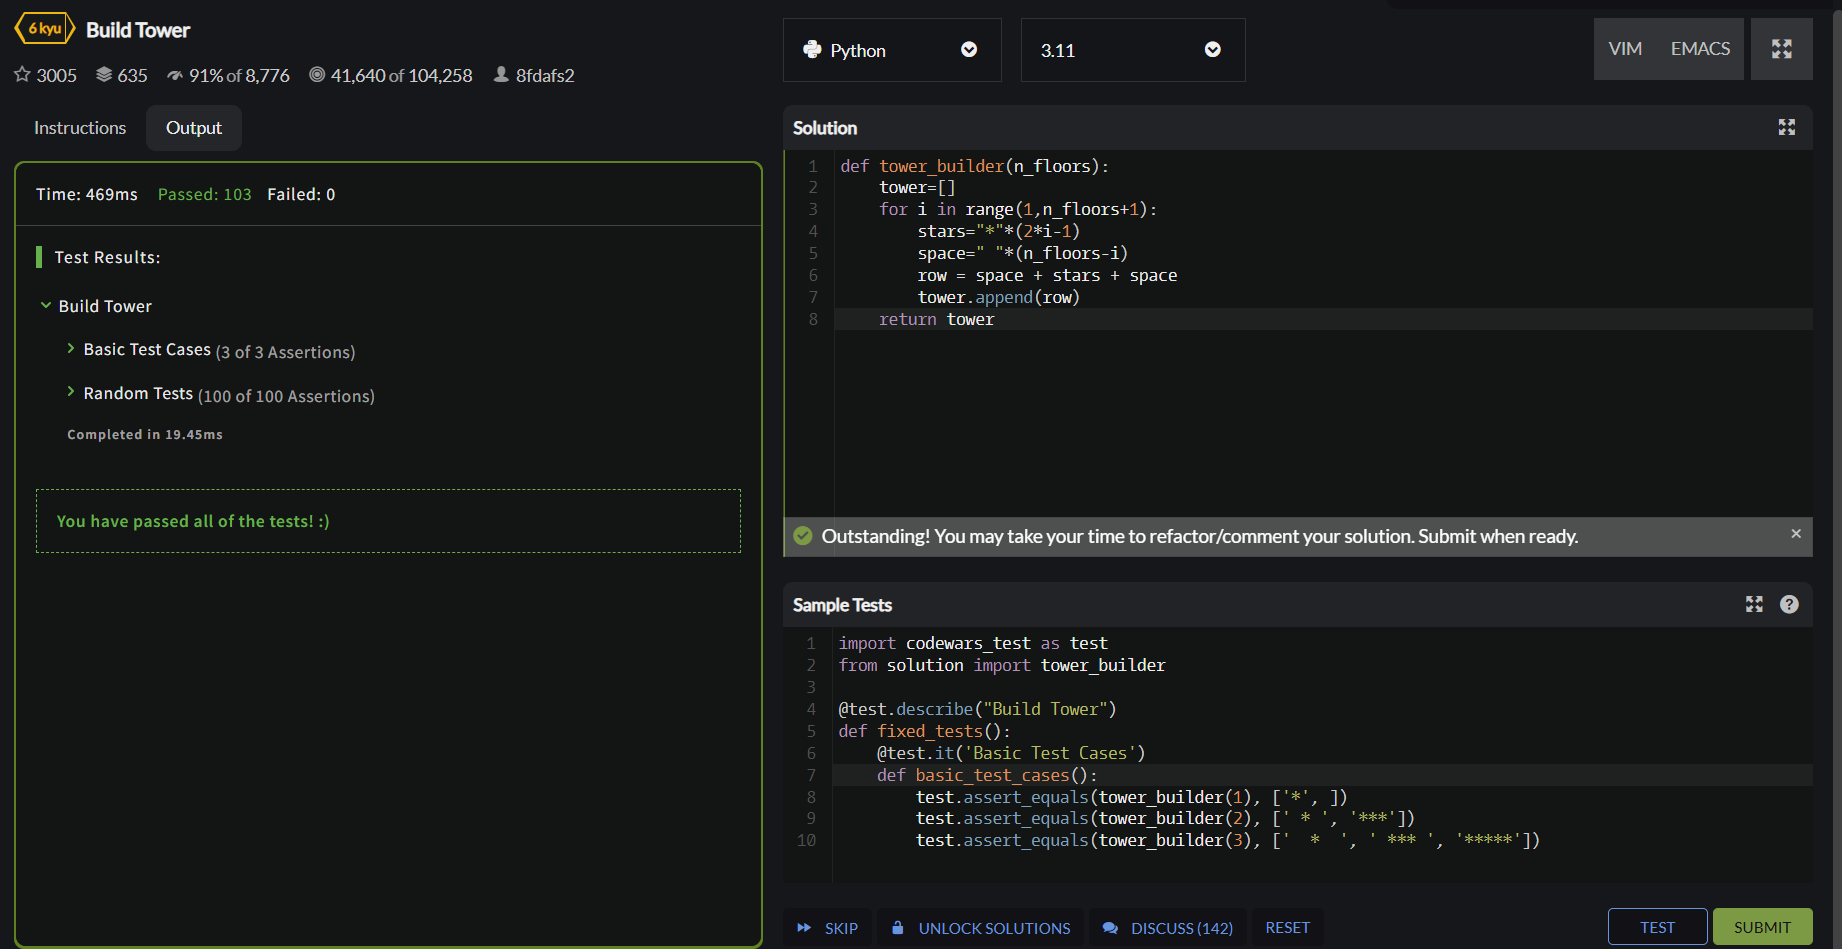 6 kyu Build Tower
3005 635 91% of 8,776 41,640 of 104,258 8fdafs2
Instructions Output
Time: 469ms Passed: 103 Failed: 0
Test Results:
Build Tower
Basic Test Cases (3 of 3 Assertions)
Random Tests (100 of 100 Assertions)
Completed in 19.45ms
You have passed all of the tests! :)
Python 3.11 VIM EMACS
Solution
1 def tower_builder(n_floors):
2     tower=[]
3     for i in range(1,n_floors+1):
4         stars="*"*(2*i-1)
5         space=" "*(n_floors-i)
6         row = space + stars + space
7         tower.append(row)
8     return tower
Outstanding! You may take your time to refactor/comment your solution. Submit when ready. ×
Sample Tests ?
1 import codewars_test as test
2 from solution import tower_builder
3
4 @test.describe("Build Tower")
5 def fixed_tests():
6     @test.it('Basic Test Cases')
7     def basic_test_cases():
8         test.assert_equals(tower_builder(1), ['*', ])
9         test.assert_equals(tower_builder(2), [' * ', '***'])
10         test.assert_equals(tower_builder(3), ['  *  ', ' *** ', '*****'])
SKIP UNLOCK SOLUTIONS DISCUSS (142) RESET TEST SUBMIT